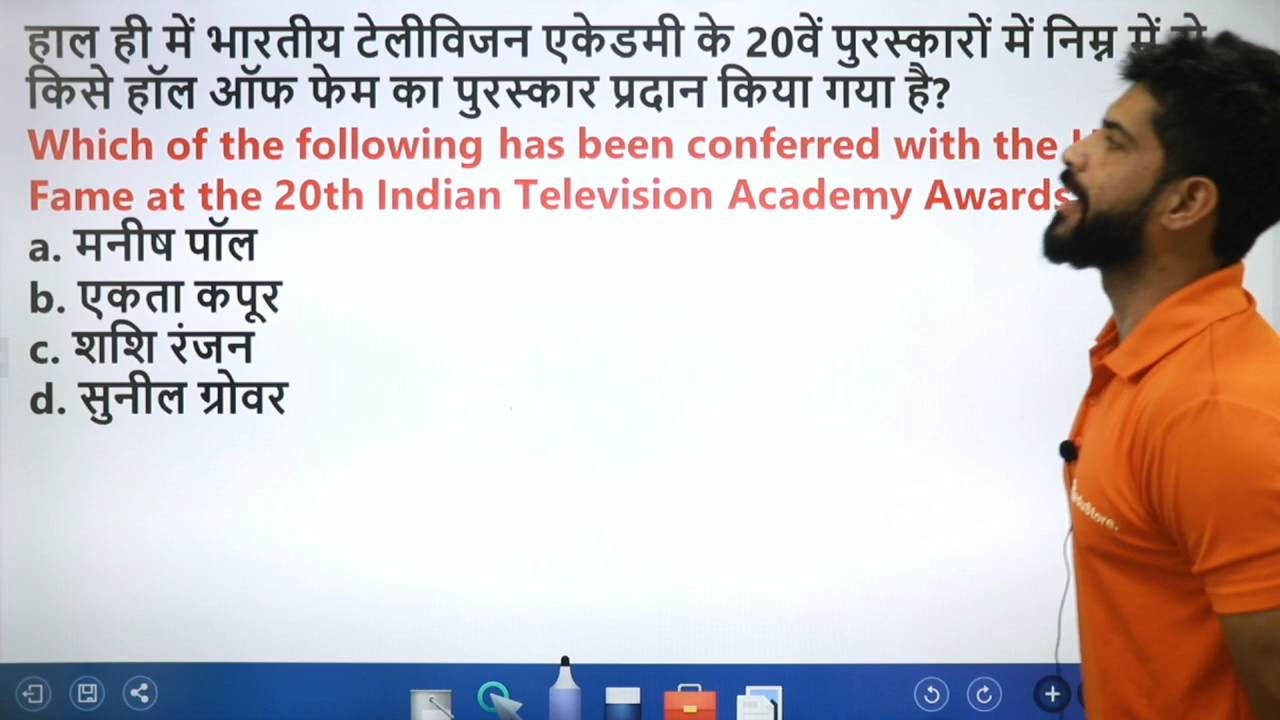 हाल ही में भारतीय टेलीविजन एकेडमी के 20वें पुरस्कारों में निम्न में से
किसे हॉल ऑफ फेम का पुरस्कार प्रदान किया गया है?
Which of the following has been conferred with the
Fame at the 20th Indian Television Academy Awards
a. मनीष पॉल
b. एकता कपूर
c. शशि रंजन
d. सुनील ग्रोवर